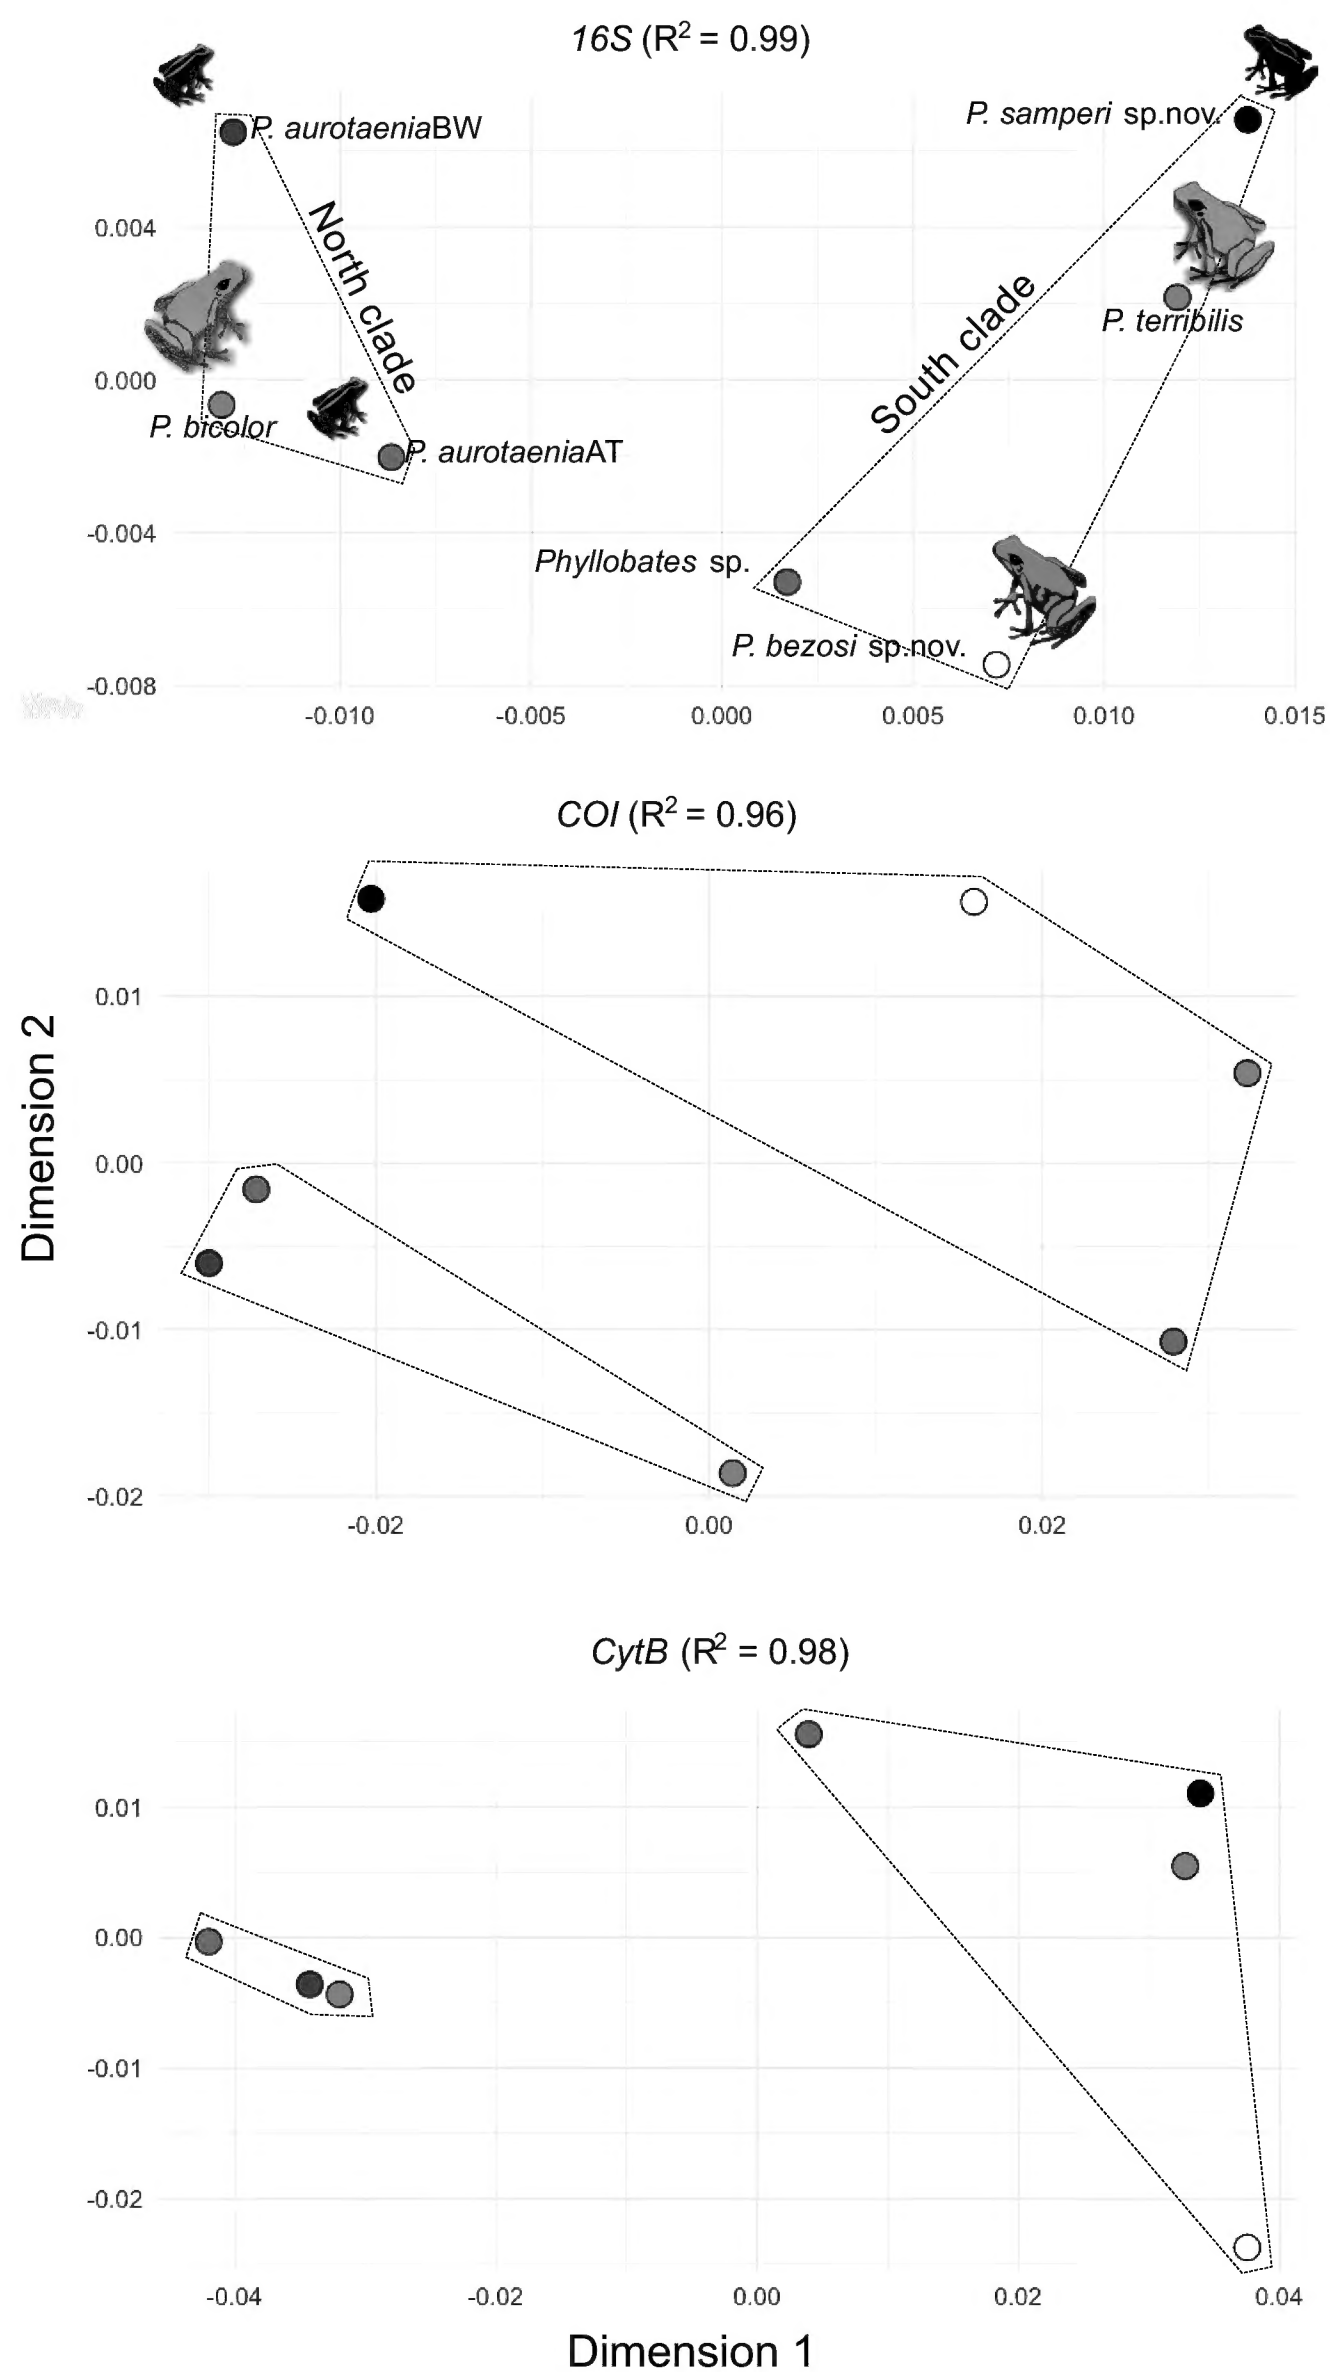 16S (R² = 0.99)
P. samperi sp.nov.
P. aurotaeniaBW
North clade
South clade
P. terribilis
P. bicolor
P. aurotaeniaAT
Phyllobates sp.
P. bezosi sp.nov.
0.004
0.000
-0.004
-0.008
-0.010 -0.005 0.000 0.005 0.010 0.015
COI (R² = 0.96)
0.01
0.00
-0.01
-0.02
-0.02 0.00 0.02
Dimension 2
CytB (R² = 0.98)
0.01
0.00
-0.01
-0.02
-0.04 -0.02 0.00 0.02 0.04
Dimension 1